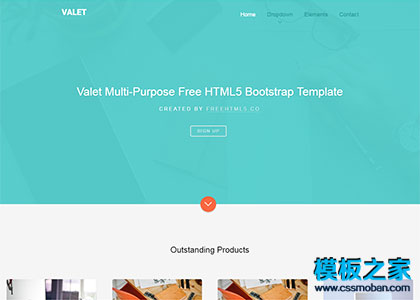 VALET
Home Dropdown Elements Contact
Valet Multi-Purpose Free HTML5 Bootstrap Template
CREATED BY FREEHTML5.CO
SIGN UP
Outstanding Products
模板之家
www.cssmoban.com